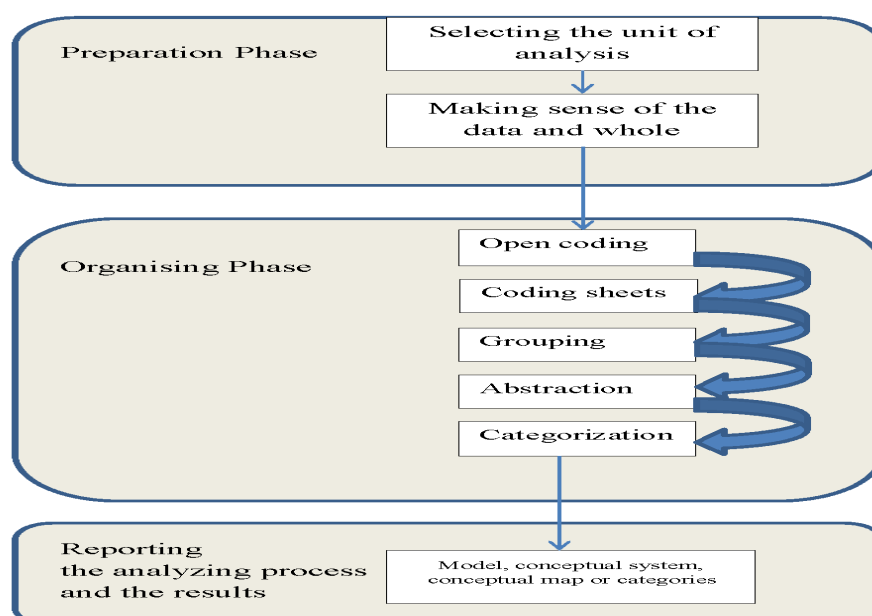 Preparation Phase
Selecting the unit of
analysis
Making sense of the
data and whole
Organising Phase
Open coding
Coding sheets
Grouping
Abstraction
Categorization
Reporting
the analyzing process
and the results
Model, conceptual system,
conceptual map or categories